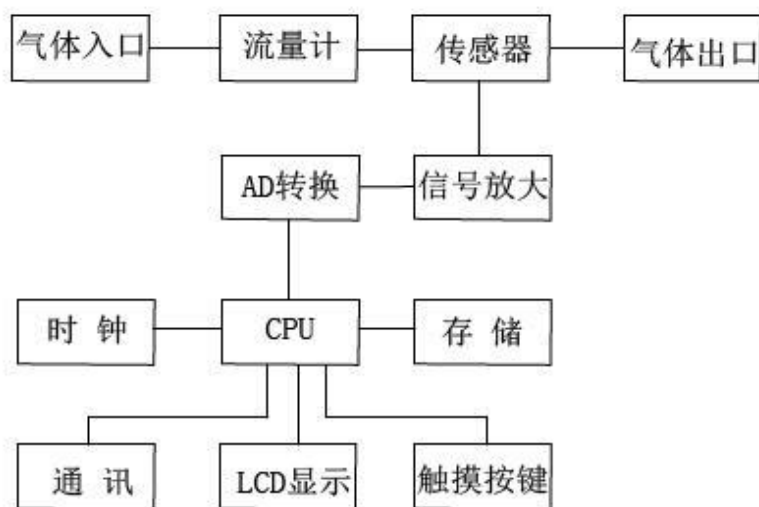 气体入口 流量计 传感器 气体出口
AD转换 信号放大
时 钟 CPU 存 储
通 讯 LCD显示 触摸按键